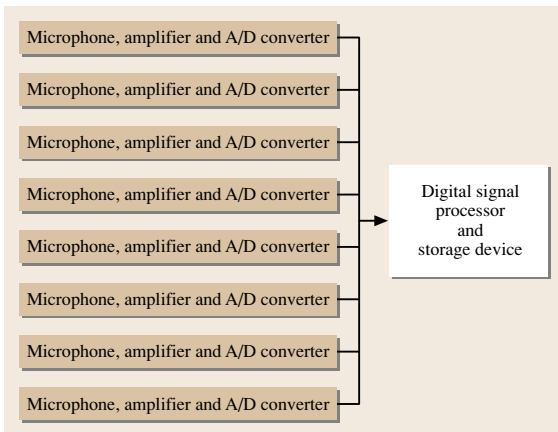 Microphone, amplifier and A/D converter
Microphone, amplifier and A/D converter
Microphone, amplifier and A/D converter
Microphone, amplifier and A/D converter
Microphone, amplifier and A/D converter
Microphone, amplifier and A/D converter
Microphone, amplifier and A/D converter
Microphone, amplifier and A/D converter
Digital signal
processor
and
storage device